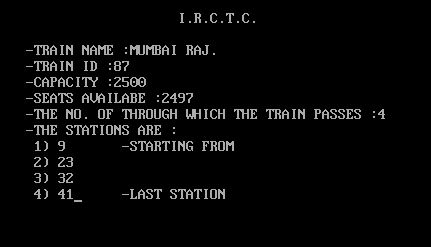 I.R.C.T.C.
-TRAIN NAME :MUMBAI RAJ.
-TRAIN ID :87
-CAPACITY :2500
-SEATS AVAILABE :2497
-THE NO. OF THROUGH WHICH THE TRAIN PASSES :4
-THE STATIONS ARE :
1) 9 -STARTING FROM
2) 23
3) 32
4) 41_ -LAST STATION